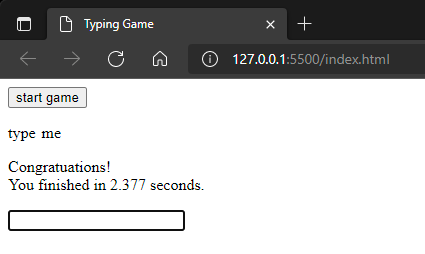 Typing Game
127.0.0.1:5500/index.html
start game
type me
Congratuations!
You finished in 2.377 seconds.